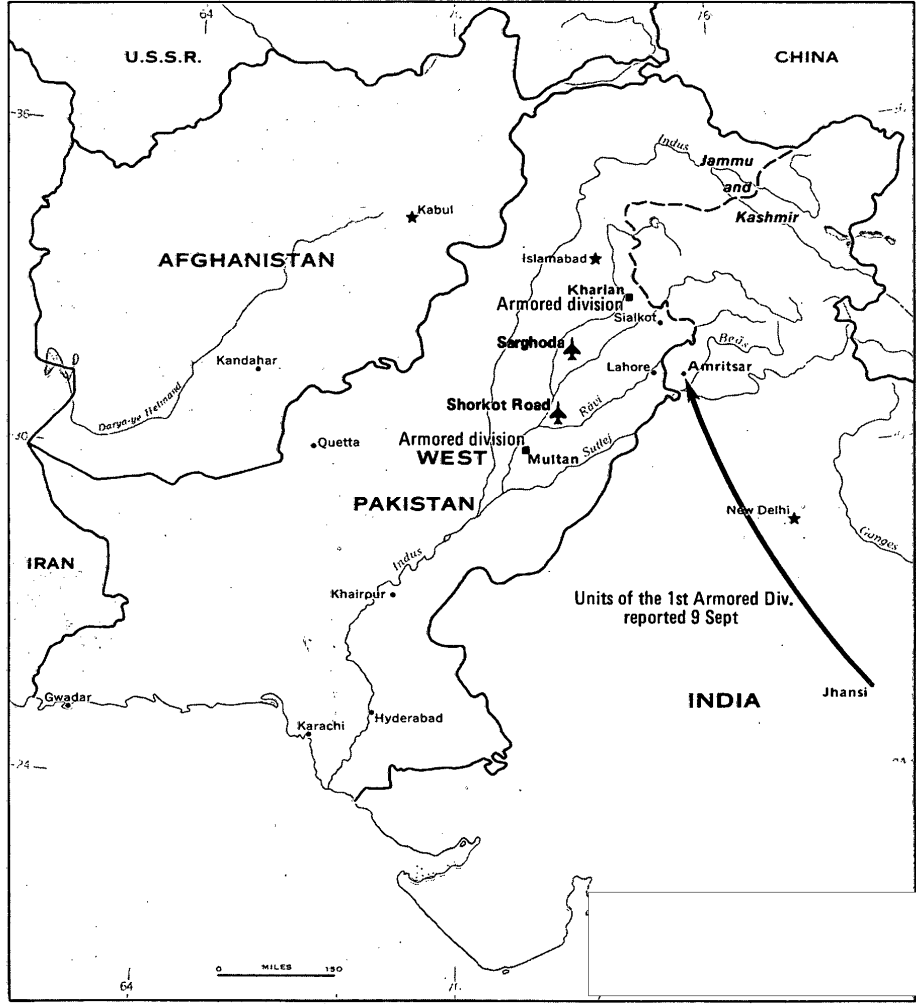 64
76
U.S.S.R.
CHINA
36
Indus
Jammu
and
Kashmir
Kabul
AFGHANISTAN
Islamabad
Kharian
Armored division
Sialkot
Sarghoda
Beas
Kandahar
Lahore
Amritsar
Darya-ye Helmand
Shorkot Road
Rāvi
30
Quetta
Armored division
WEST
Multan
Sutlej
PAKISTAN
New Delhi
Ganges
Indus
IRAN
Khairpur
Units of the 1st Armored Div.
reported 9 Sept
Jhansi
INDIA
Gwadar
Karachi
Hyderabad
24
0 MILES 150
64